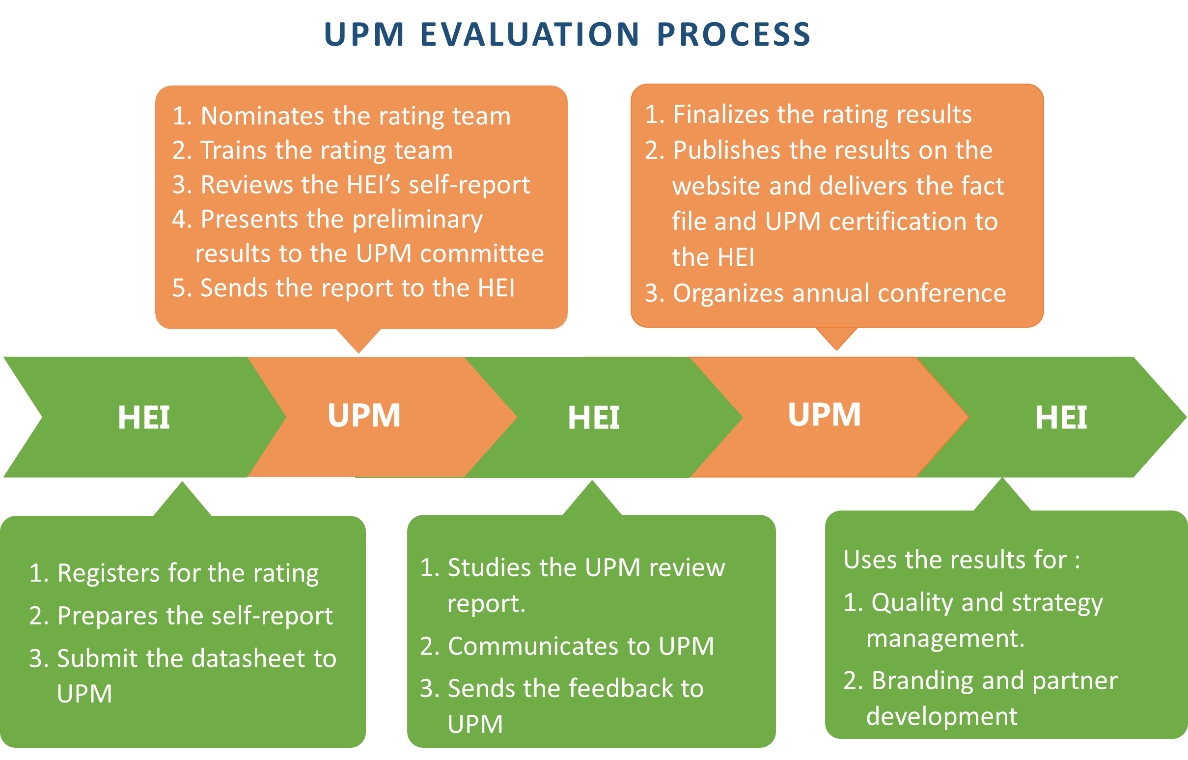 UPM EVALUATION PROCESS
1. Nominates the rating team
2. Trains the rating team
3. Reviews the HEI’s self-report
4. Presents the preliminary
results to the UPM committee
5. Sends the report to the HEI
1. Finalizes the rating results
2. Publishes the results on the
website and delivers the fact
file and UPM certification to
the HEI
3. Organizes annual conference
HEI
UPM
HEI
UPM
HEI
1. Registers for the rating
2. Prepares the self-report
3. Submit the datasheet to
UPM
1. Studies the UPM review
report.
2. Communicates to UPM
3. Sends the feedback to
UPM
Uses the results for :
1. Quality and strategy
management.
2. Branding and partner
development